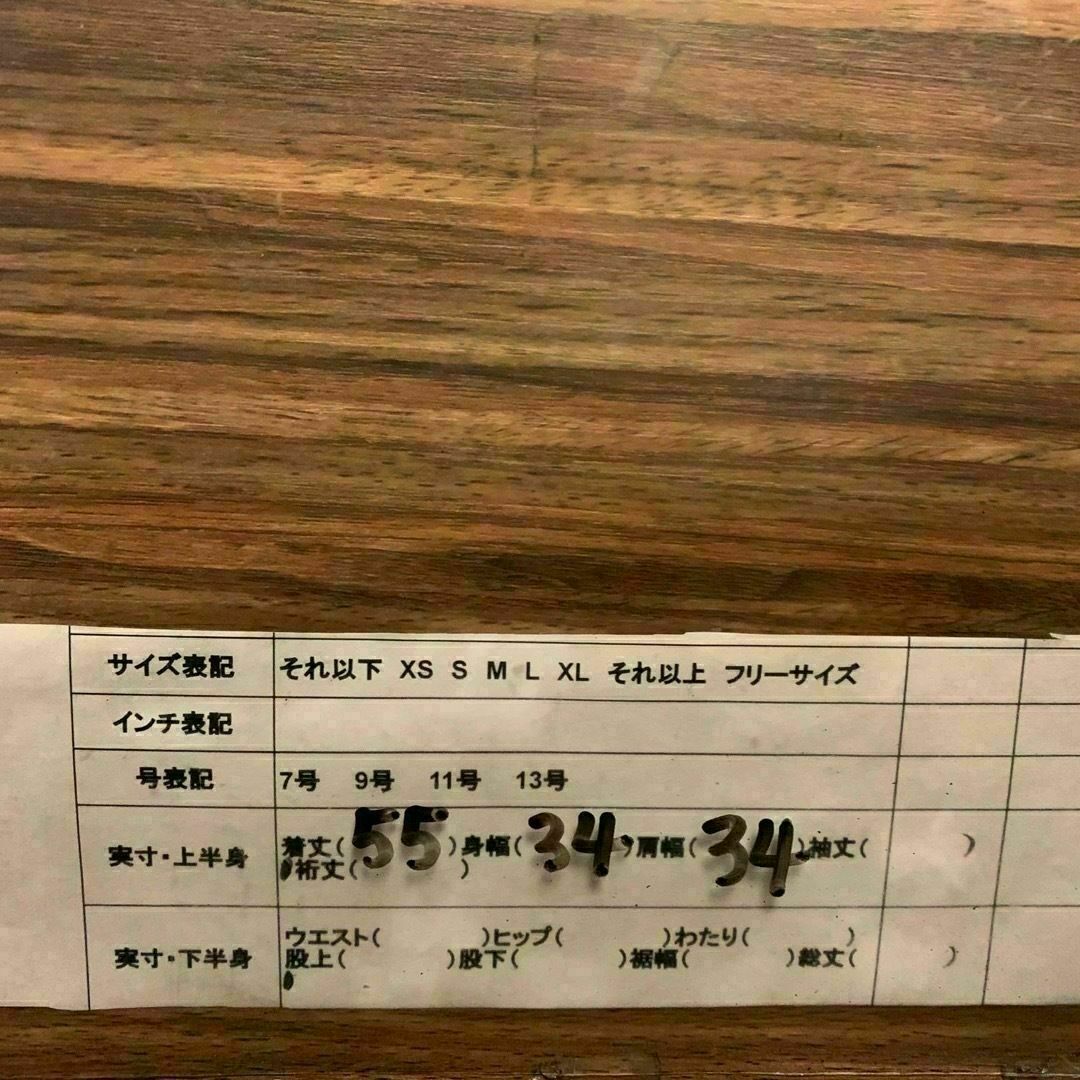 サイズ表記 それ以下 XS S M L XL それ以上 フリーサイズ
インチ表記
号表記 7号 9号 11号 13号
実寸・上半身 着丈(55)身幅(34)肩幅(34)袖丈( )
裄丈( )
実寸・下半身 ウエスト( )ヒップ( )わたり( )
股上( )股下( )裾幅( )総丈( )